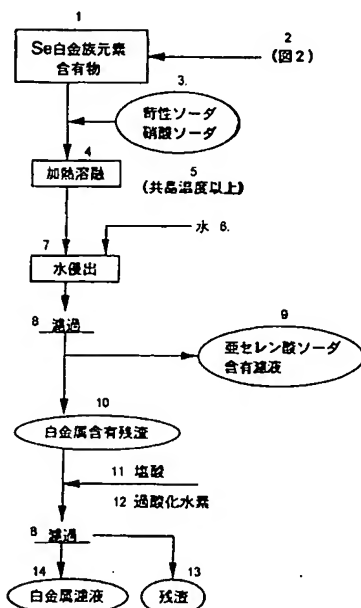 1
Se白金族元素
含有物
2
(図2)
3.
苛性ソーダ
硝酸ソーダ
4
加熱溶融
5
(共晶温度以上)
水 6.
7
水浸出
8 濾過
9
亜セレン酸ソーダ
含有濾液
10
白金属含有残渣
11 塩酸
12 過酸化水素
8 濾過
14
白金属濾液
13
残渣